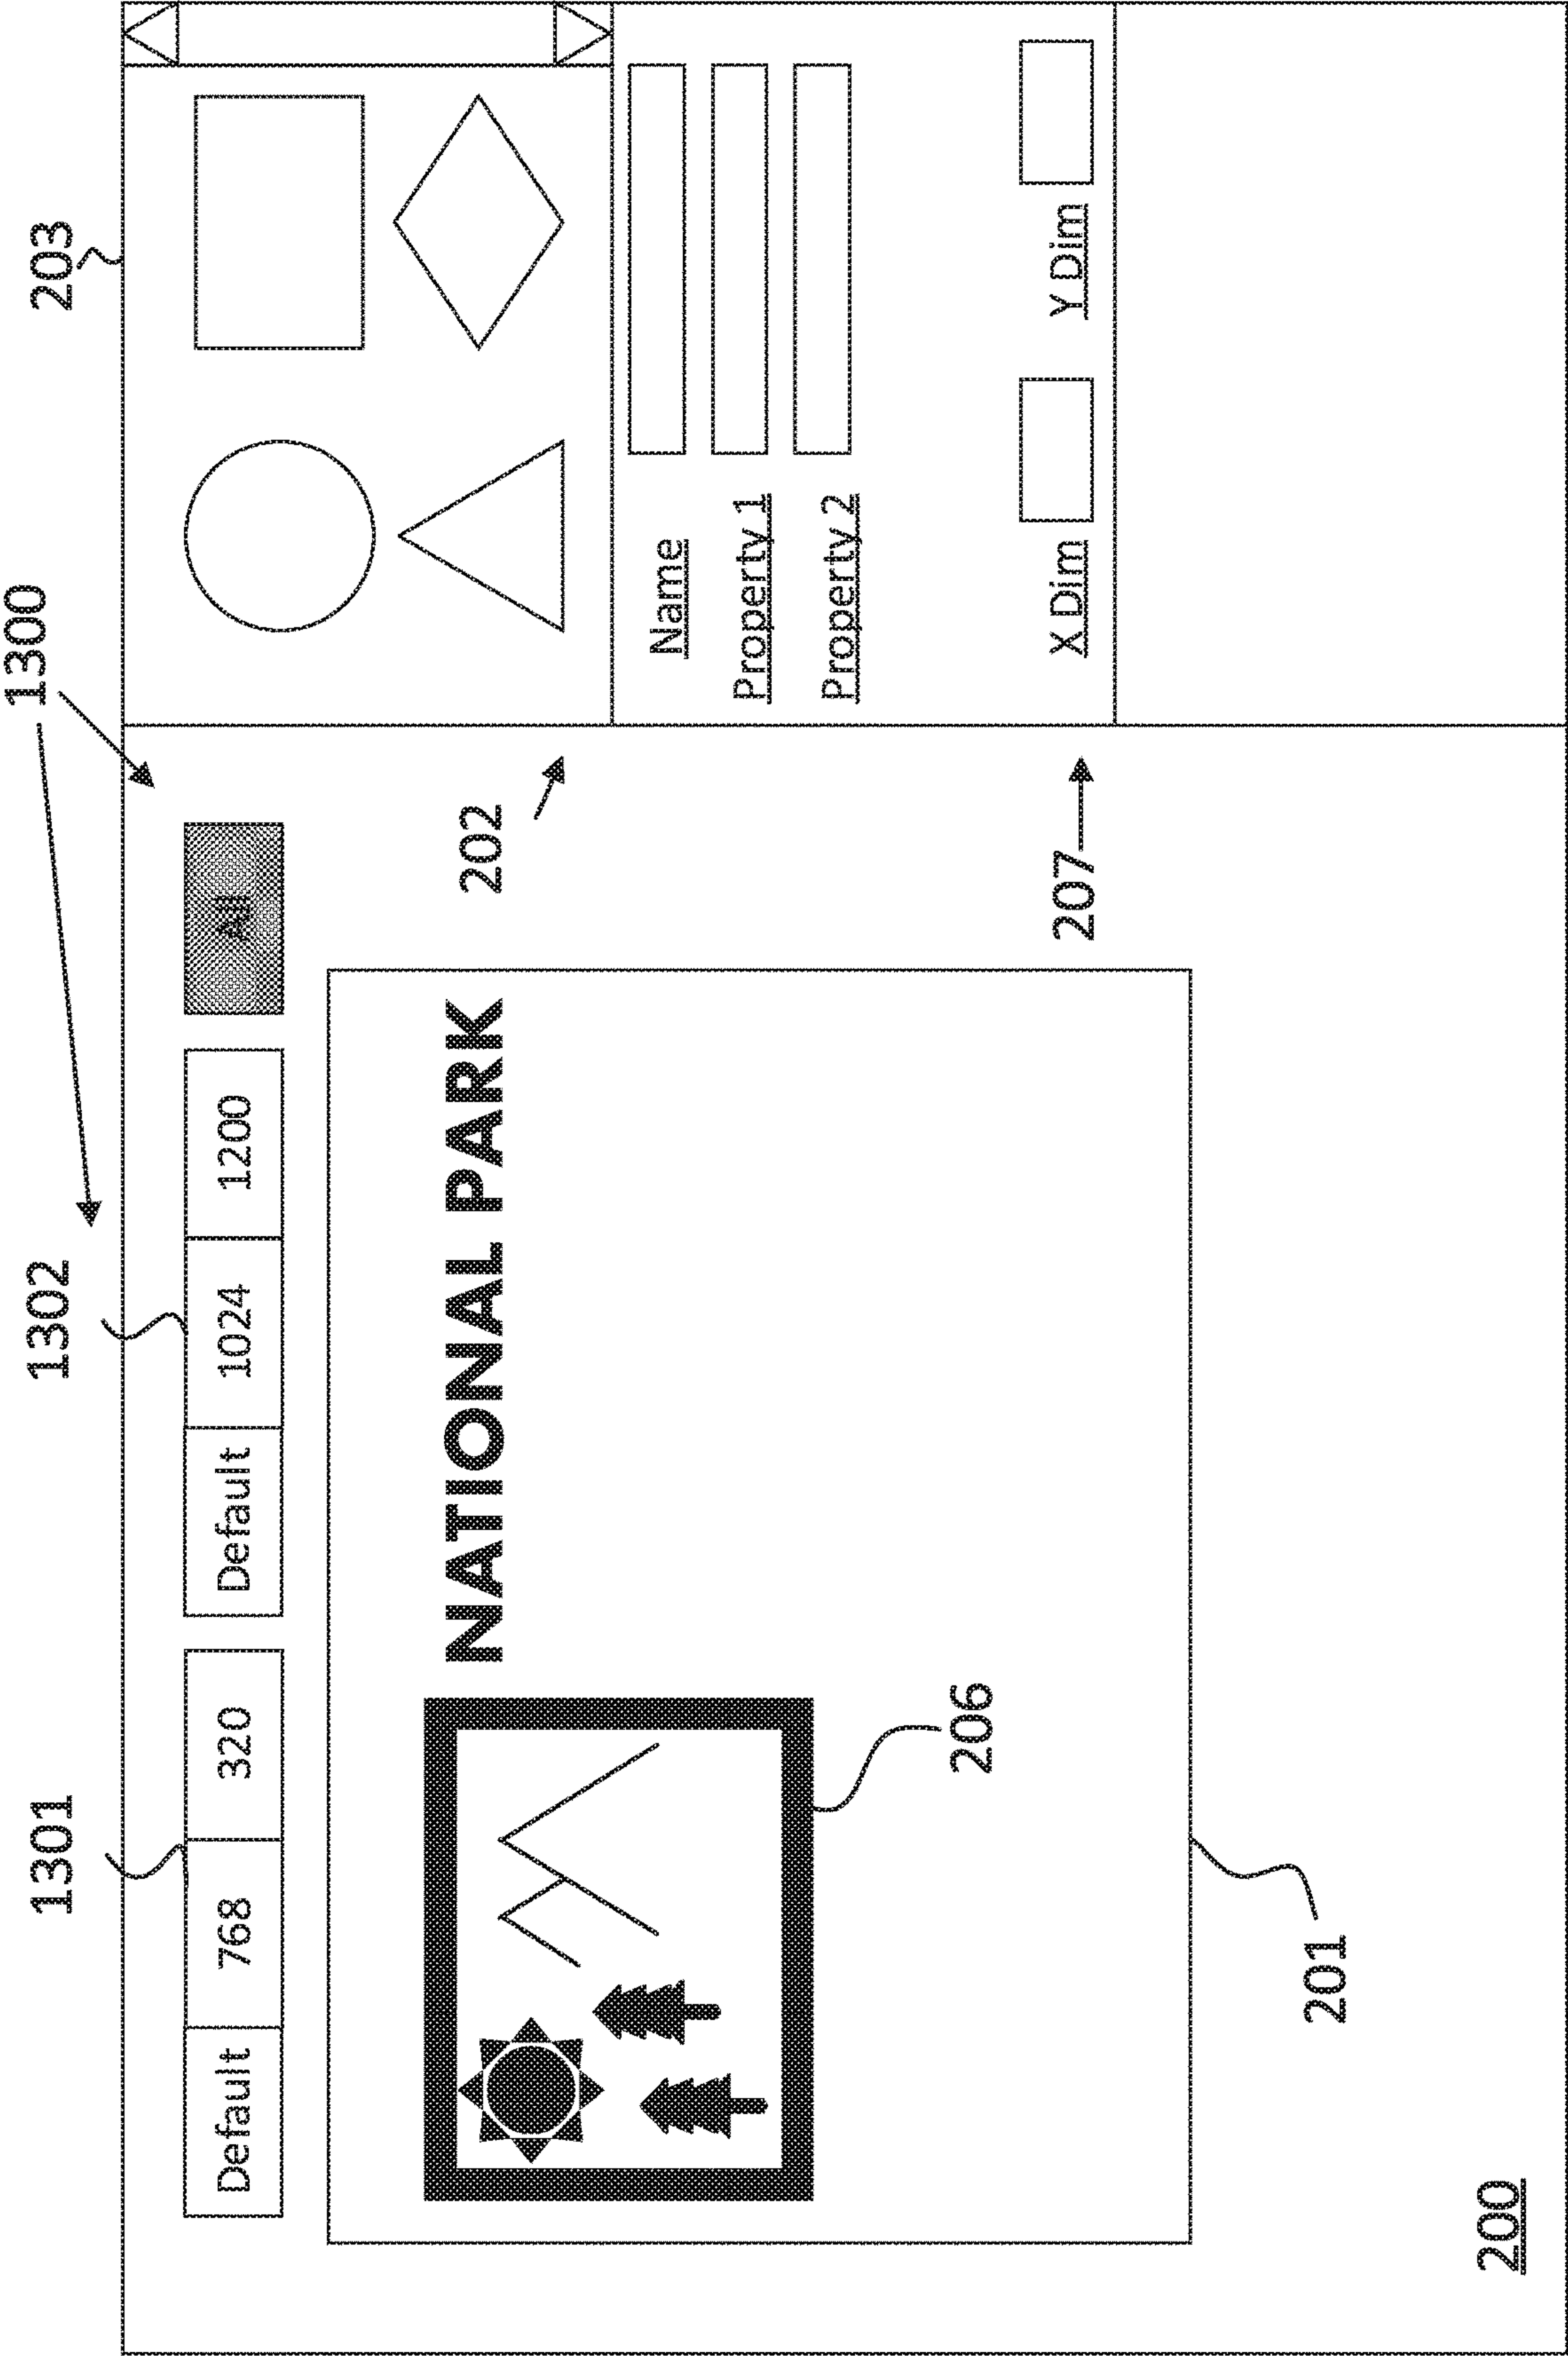 1300
1301
1302
203
Default 768 320
Default 1024 1200
All
NATIONAL PARK
202
Name
Property 1
Property 2
206
207
X Dim
Y Dim
201
200